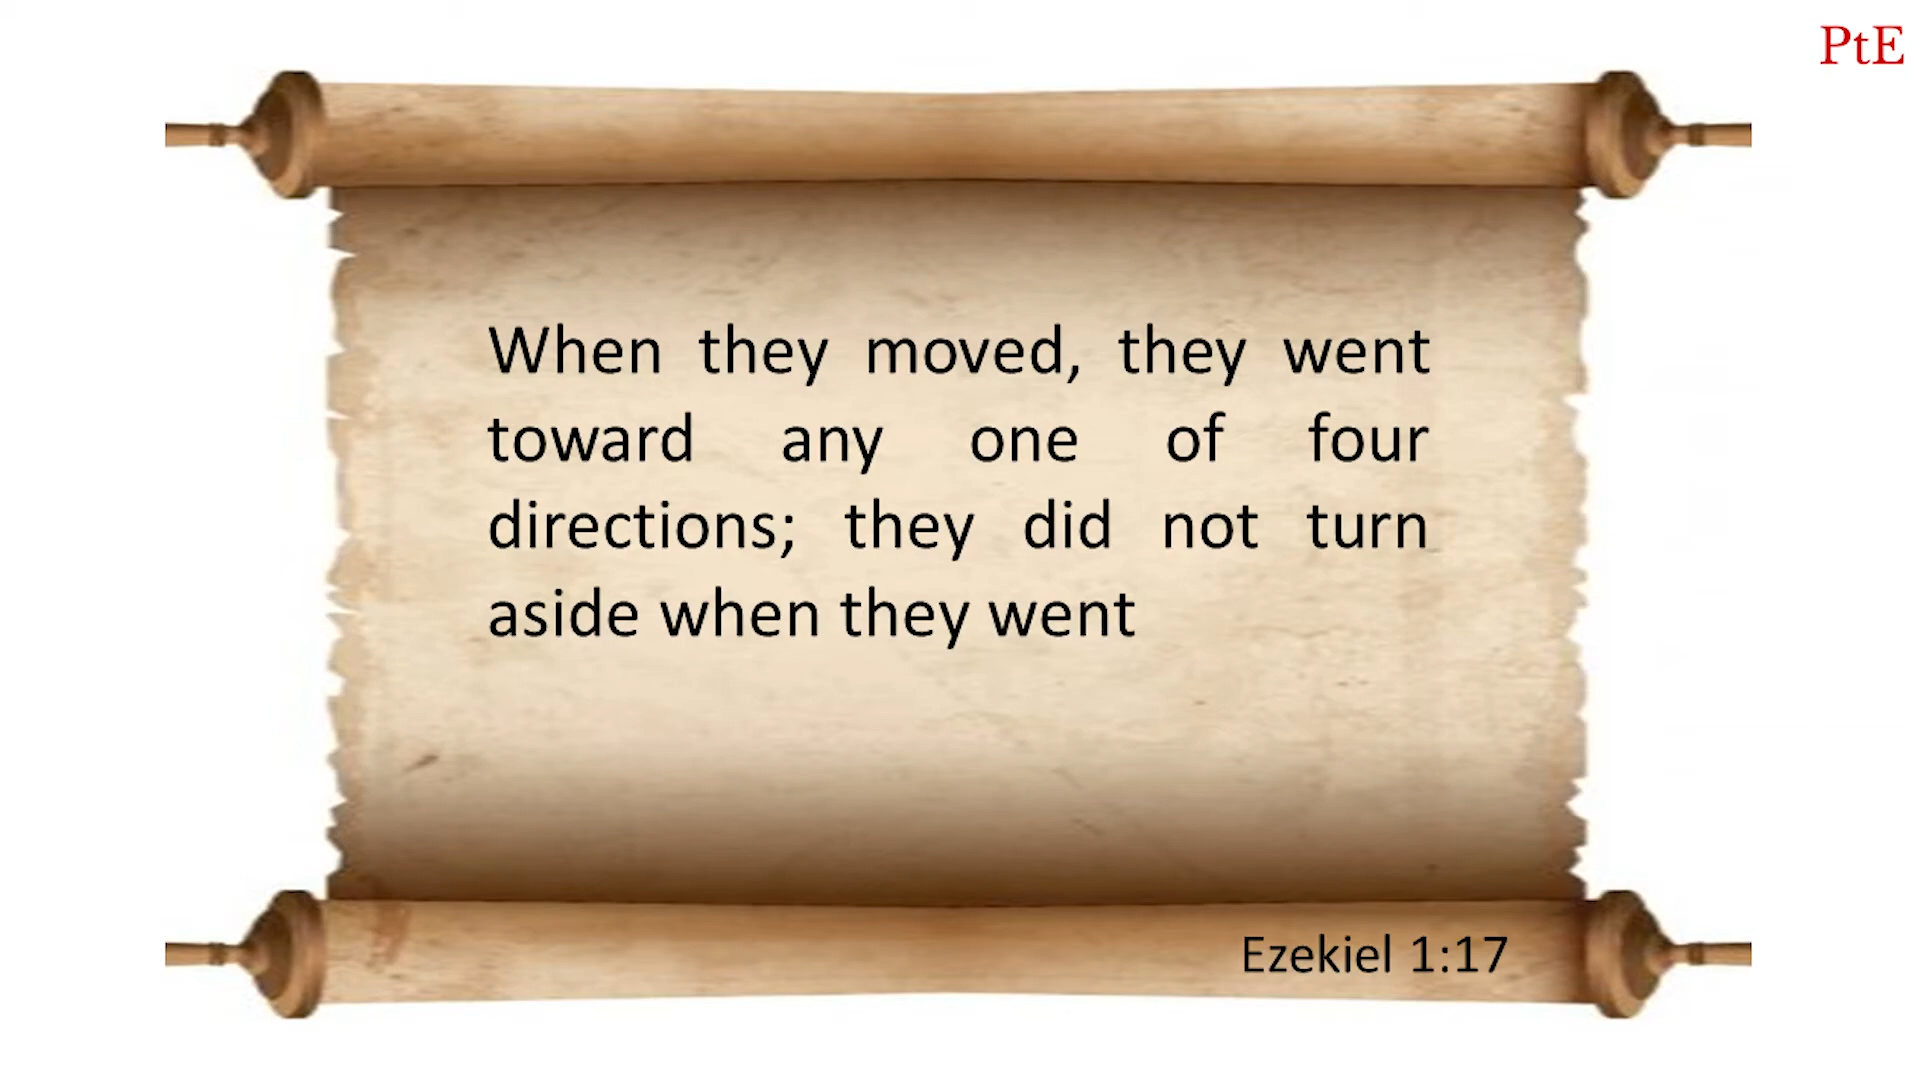 PtE
When they moved, they went
toward any one of four
directions; they did not turn
aside when they went
Ezekiel 1:17